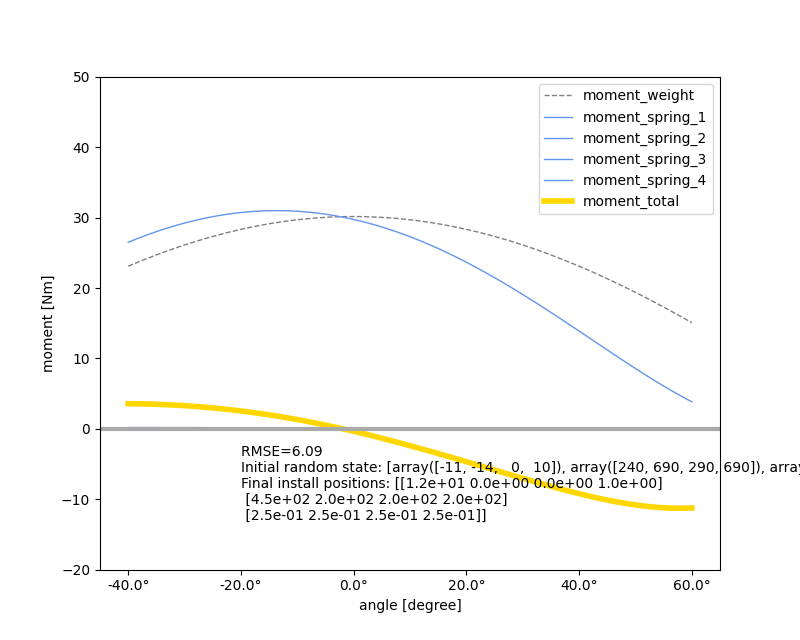 50
40
30
20
10
0
−10
−20
moment [Nm]
moment_weight
moment_spring_1
moment_spring_2
moment_spring_3
moment_spring_4
moment_total
RMSE=6.09
Initial random state: [array([-11, -14,   0,  10]), array([240, 690, 290, 690]), array
Final install positions: [[1.2e+01 0.0e+00 0.0e+00 1.0e+00]
[4.5e+02 2.0e+02 2.0e+02 2.0e+02]
[2.5e-01 2.5e-01 2.5e-01 2.5e-01]]
-40.0° -20.0° 0.0° 20.0° 40.0° 60.0°
angle [degree]